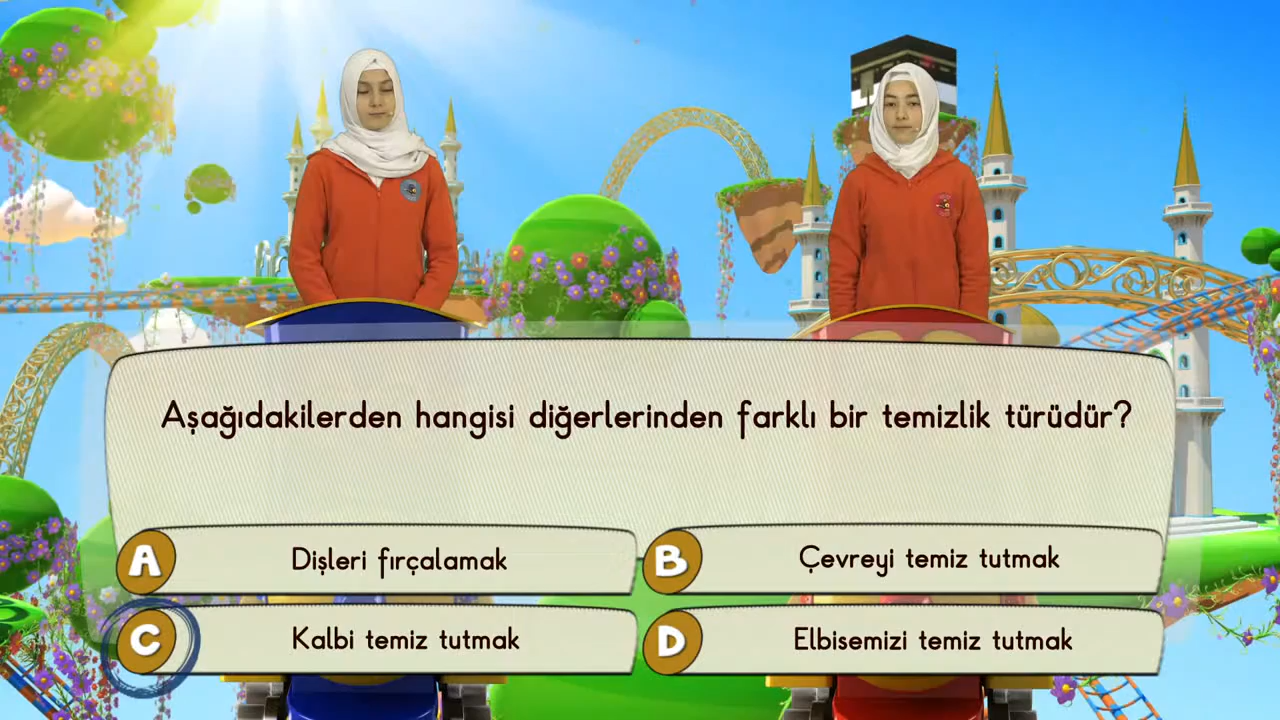 Aşağıdakilerden hangisi diğerlerinden farklı bir temizlik türüdür?
A Dişleri fırçalamak
B Çevreyi temiz tutmak
C Kalbi temiz tutmak
D Elbisemizi temiz tutmak